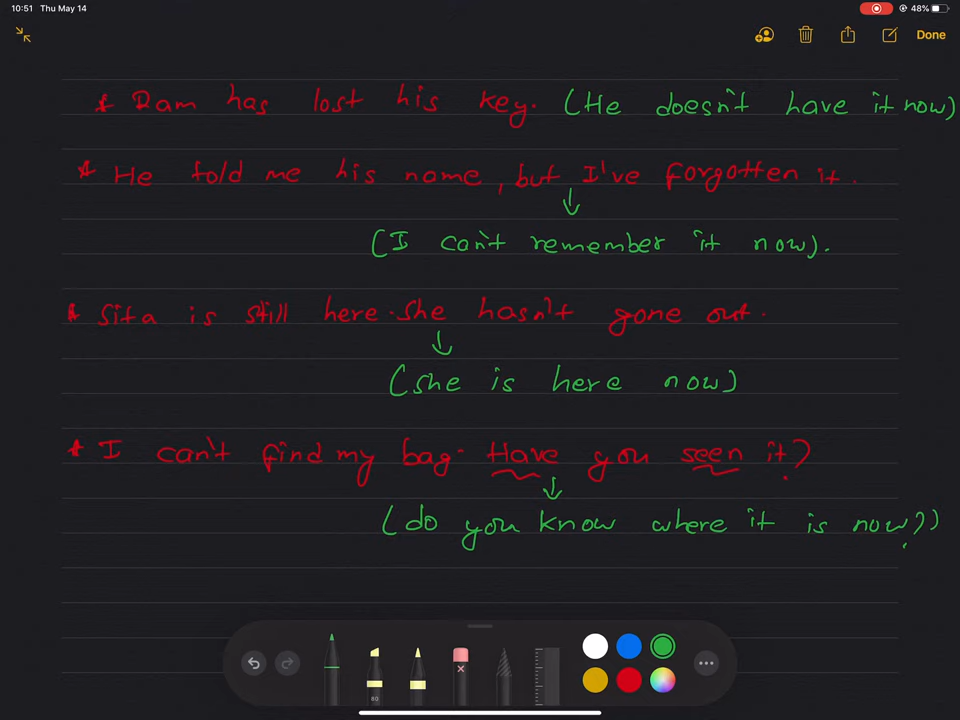 10:51 Thu May 14
48%
Done
* Ram has lost his key. (He doesn't have it now)
* He told me his name, but I've forgotten it.
(I can't remember it now).
* Sita is still here. She hasn't gone out.
(she is here now)
* I can't find my bag. Have you seen it?
(do you know where it is now?)
80